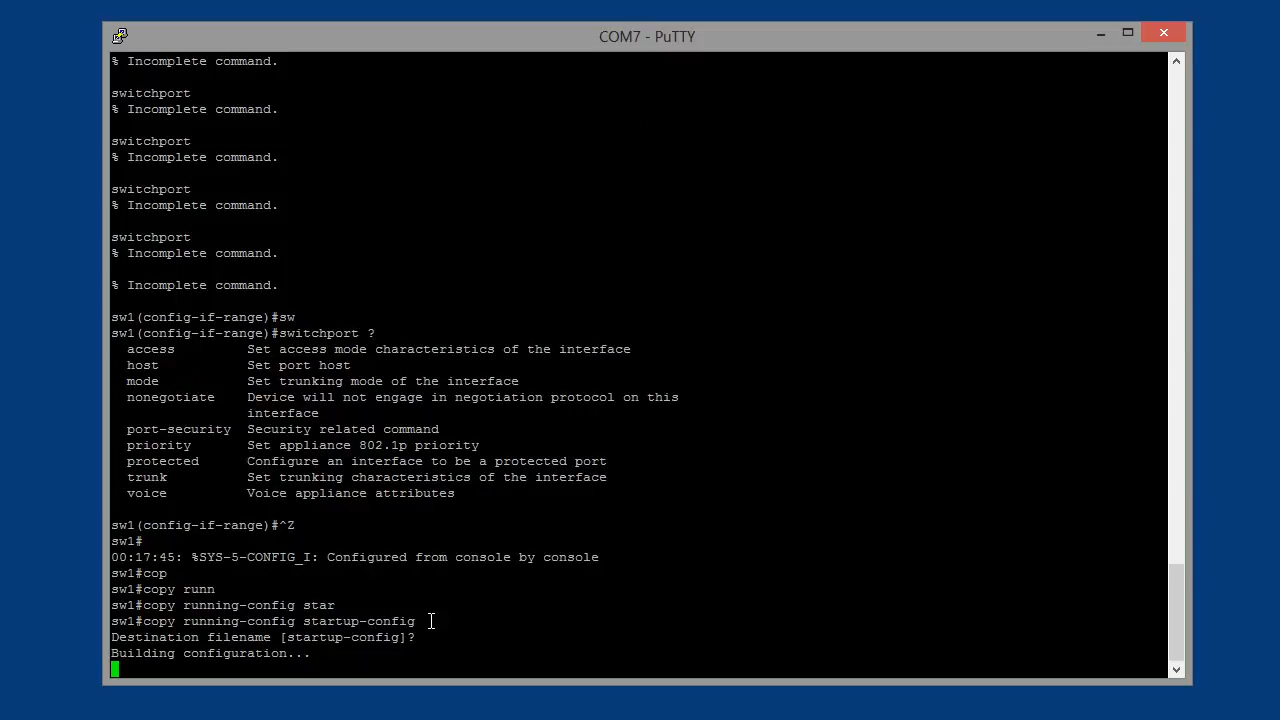 COM7 - PuTTY
% Incomplete command.
switchport
% Incomplete command.
switchport
% Incomplete command.
switchport
% Incomplete command.
switchport
% Incomplete command.
% Incomplete command.
sw1(config-if-range)#sw
sw1(config-if-range)#switchport ?
  access         Set access mode characteristics of the interface
  host           Set port host
  mode           Set trunking mode of the interface
  nonegotiate    Device will not engage in negotiation protocol on this
                 interface
  port-security  Security related command
  priority       Set appliance 802.1p priority
  protected      Configure an interface to be a protected port
  trunk          Set trunking characteristics of the interface
  voice          Voice appliance attributes
sw1(config-if-range)#^Z
sw1#
00:17:45: %SYS-5-CONFIG_I: Configured from console by console
sw1#cop
sw1#copy runn
sw1#copy running-config star
sw1#copy running-config startup-config
Destination filename [startup-config]?
Building configuration...